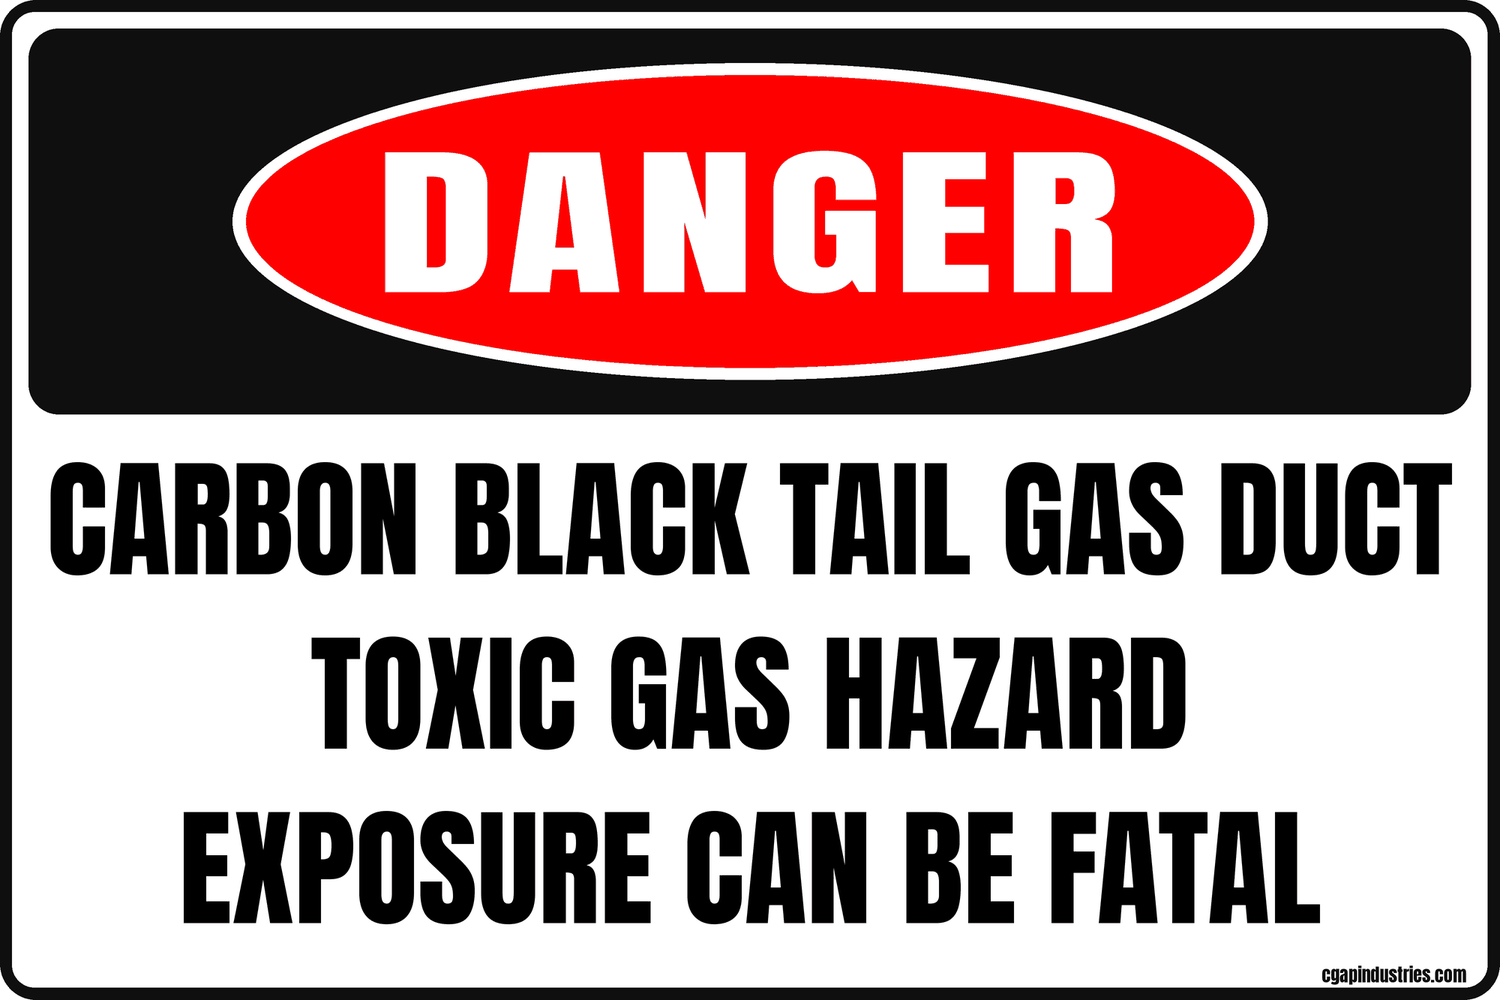 DANGER
CARBON BLACK TAIL GAS DUCT
TOXIC GAS HAZARD
EXPOSURE CAN BE FATAL
cgapindustries.com